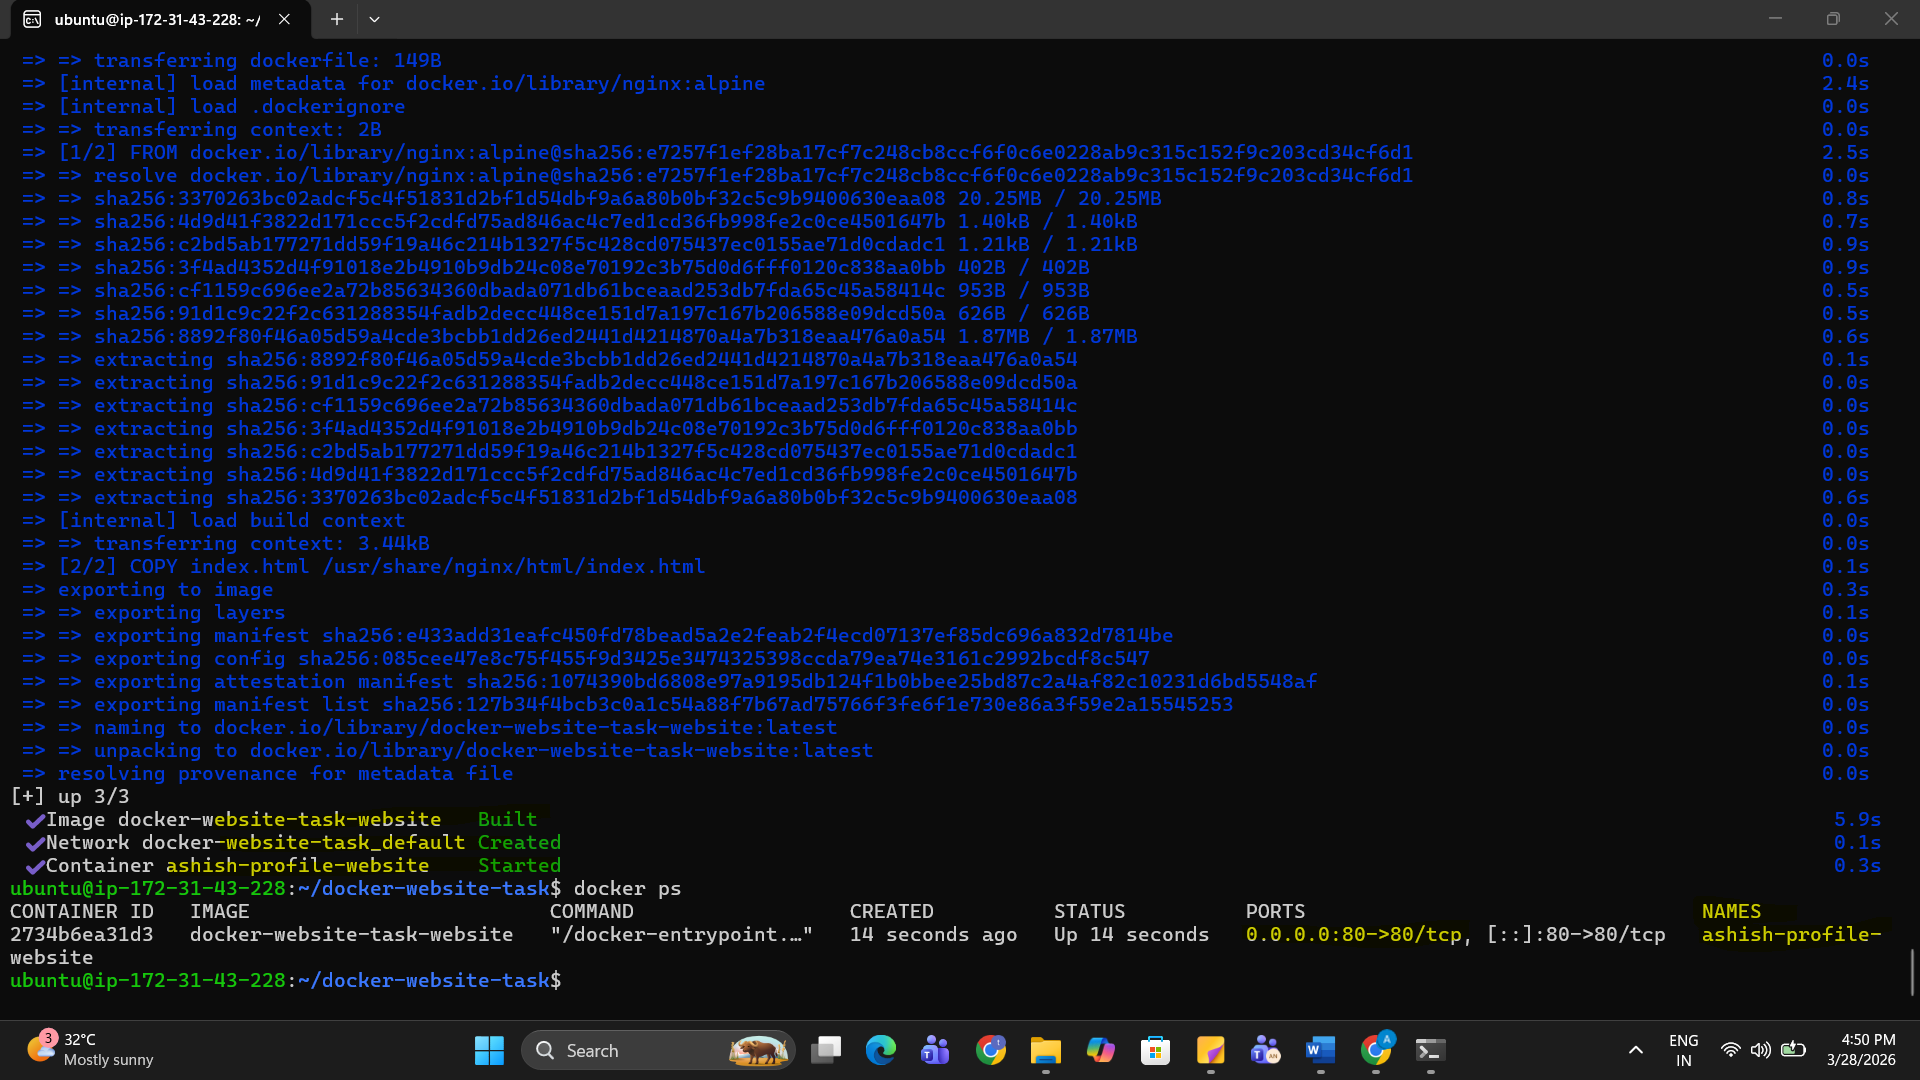 ubuntu@ip-172-31-43-228: ~/
=> => transferring dockerfile: 149B 0.0s
=> [internal] load metadata for docker.io/library/nginx:alpine 2.4s
=> [internal] load .dockerignore 0.0s
=> => transferring context: 2B 0.0s
=> [1/2] FROM docker.io/library/nginx:alpine@sha256:e7257f1ef28ba17cf7c248cb8ccf6f0c6e0228ab9c315c152f9c203cd34cf6d1 2.5s
=> => resolve docker.io/library/nginx:alpine@sha256:e7257f1ef28ba17cf7c248cb8ccf6f0c6e0228ab9c315c152f9c203cd34cf6d1 0.0s
=> => sha256:3370263bc02adcf5c4f51831d2bf1d54dbf9a6a80b0bf32c5c9b9400630eaa08 20.25MB / 20.25MB 0.8s
=> => sha256:4d9d41f3822d171ccc5f2cdfd75ad846ac4c7ed1cd36fb998fe2c0ce4501647b 1.40kB / 1.40kB 0.7s
=> => sha256:c2bd5ab177271dd59f19a46c214b1327f5c428cd075437ec0155ae71d0cdadc1 1.21kB / 1.21kB 0.9s
=> => sha256:3f4ad4352d4f91018e2b4910b9db24c08e70192c3b75d0d6fff0120c838aa0bb 402B / 402B 0.9s
=> => sha256:cf1159c696ee2a72b85634360dbada071db61bceaad253db7fda65c45a58414c 953B / 953B 0.5s
=> => sha256:91d1c9c22f2c631288354fadb2decc448ce151d7a197c167b206588e09dcd50a 626B / 626B 0.5s
=> => sha256:8892f80f46a05d59a4cde3bcbb1dd26ed2441d4214870a4a7b318eaa476a0a54 1.87MB / 1.87MB 0.6s
=> => extracting sha256:8892f80f46a05d59a4cde3bcbb1dd26ed2441d4214870a4a7b318eaa476a0a54 0.1s
=> => extracting sha256:91d1c9c22f2c631288354fadb2decc448ce151d7a197c167b206588e09dcd50a 0.0s
=> => extracting sha256:cf1159c696ee2a72b85634360dbada071db61bceaad253db7fda65c45a58414c 0.0s
=> => extracting sha256:3f4ad4352d4f91018e2b4910b9db24c08e70192c3b75d0d6fff0120c838aa0bb 0.0s
=> => extracting sha256:c2bd5ab177271dd59f19a46c214b1327f5c428cd075437ec0155ae71d0cdadc1 0.0s
=> => extracting sha256:4d9d41f3822d171ccc5f2cdfd75ad846ac4c7ed1cd36fb998fe2c0ce4501647b 0.0s
=> => extracting sha256:3370263bc02adcf5c4f51831d2bf1d54dbf9a6a80b0bf32c5c9b9400630eaa08 0.6s
=> [internal] load build context 0.0s
=> => transferring context: 3.44kB 0.0s
=> [2/2] COPY index.html /usr/share/nginx/html/index.html 0.1s
=> exporting to image 0.3s
=> => exporting layers 0.1s
=> => exporting manifest sha256:e433add31eafc450fd78bead5a2e2feab2f4ecd07137ef85dc696a832d7814be 0.0s
=> => exporting config sha256:085cee47e8c75f455f9d3425e3474325398ccda79ea74e3161c2992bcdf8c547 0.0s
=> => exporting attestation manifest sha256:1074390bd6808e97a9195db124f1b0bbee25bd87c2a4af82c10231d6bd5548af 0.1s
=> => exporting manifest list sha256:127b34f4bcb3c0a1c54a88f7b67ad75766f3fe6f1e730e86a3f59e2a15545253 0.0s
=> => naming to docker.io/library/docker-website-task-website:latest 0.0s
=> => unpacking to docker.io/library/docker-website-task-website:latest 0.0s
=> resolving provenance for metadata file 0.0s
[+] up 3/3
✔Image docker-website-task-website Built 5.9s
✔Network docker-website-task_default Created 0.1s
✔Container ashish-profile-website Started 0.3s
ubuntu@ip-172-31-43-228:~/docker-website-task$ docker ps
CONTAINER ID IMAGE COMMAND CREATED STATUS PORTS NAMES
2734b6ea31d3 docker-website-task-website "/docker-entrypoint.…" 14 seconds ago Up 14 seconds 0.0.0.0:80->80/tcp, [::]:80->80/tcp ashish-profile-
website
ubuntu@ip-172-31-43-228:~/docker-website-task$
3
32°C
Mostly sunny
Search
ENG
IN
4:50 PM
3/28/2026